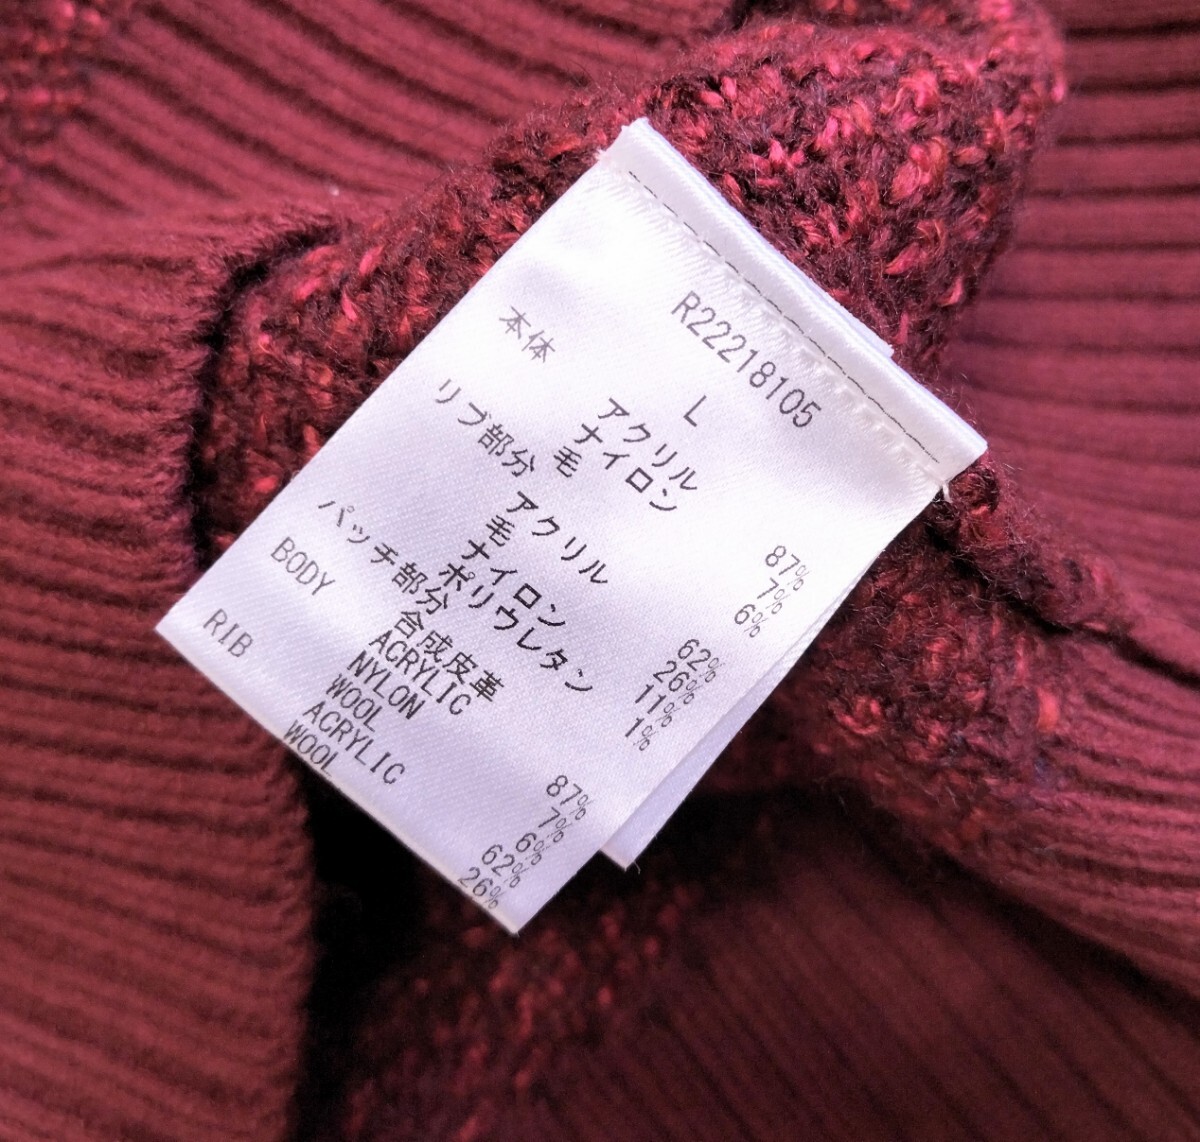 R22218105
L
本体 アクリル 87%
ナイロン 7%
毛 6%
リブ部分 アクリル 62%
毛 26%
ナイロン 11%
ポリウレタン 1%
パッチ部分 合成皮革
BODY ACRYLIC 87%
NYLON 7%
WOOL 6%
RIB ACRYLIC 62%
WOOL 26%